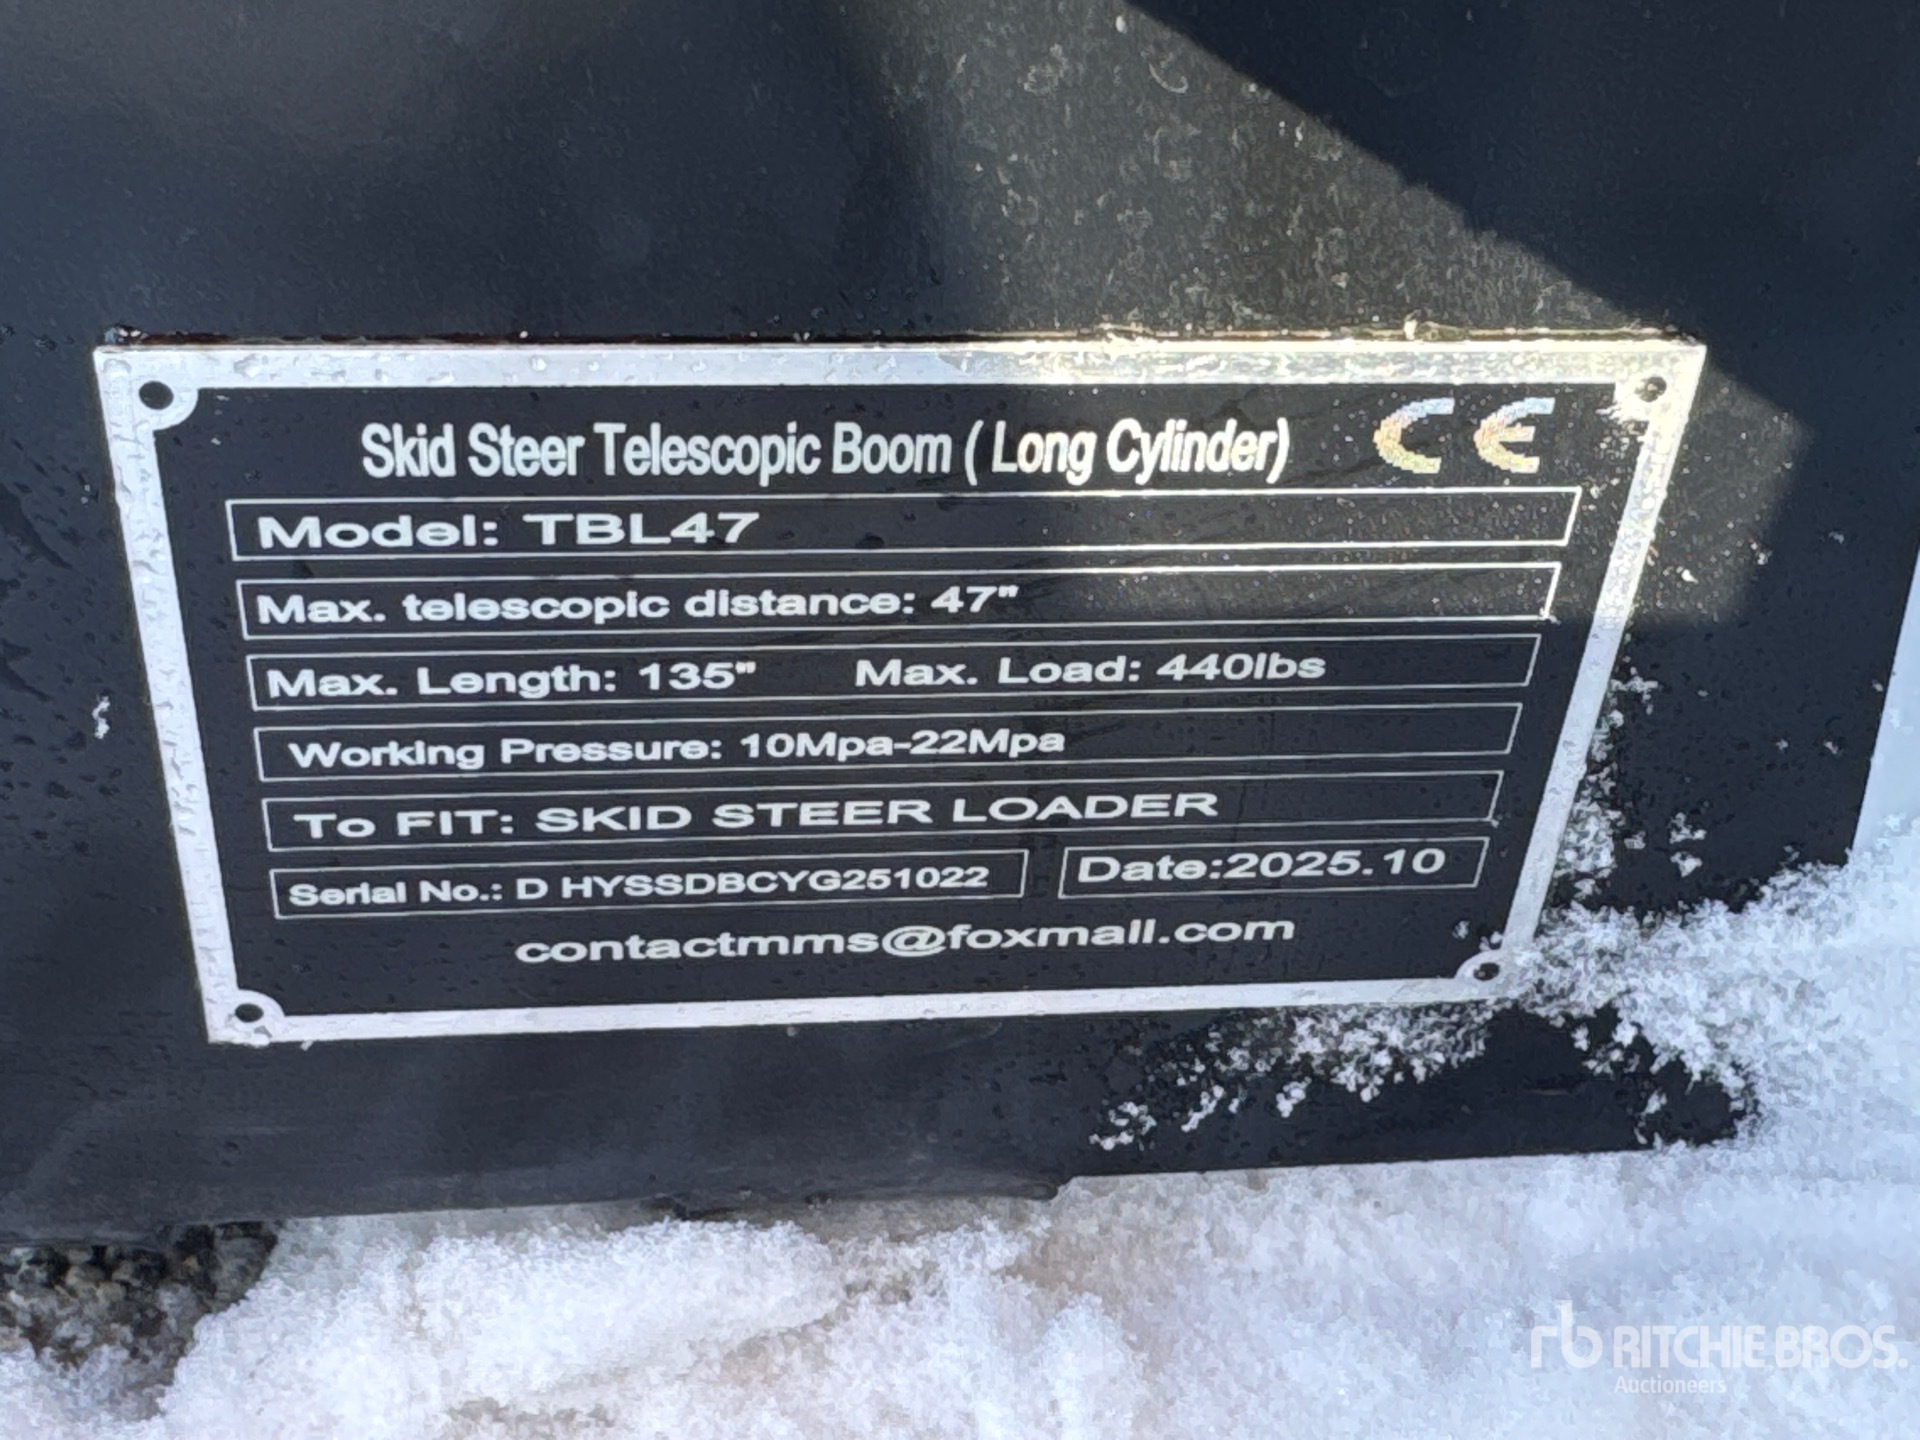 Skid Steer Telescopic Boom ( Long Cylinder) CE
Model: TBL47
Max. telescopic distance: 47"
Max. Length: 135" Max. Load: 440lbs
Working Pressure: 10Mpa-22Mpa
To FIT: SKID STEER LOADER
Serial No.: D HYSSDBCYG251022 Date:2025.10
contactmms@foxmail.com
rb RITCHIE BROS.
Auctioneers